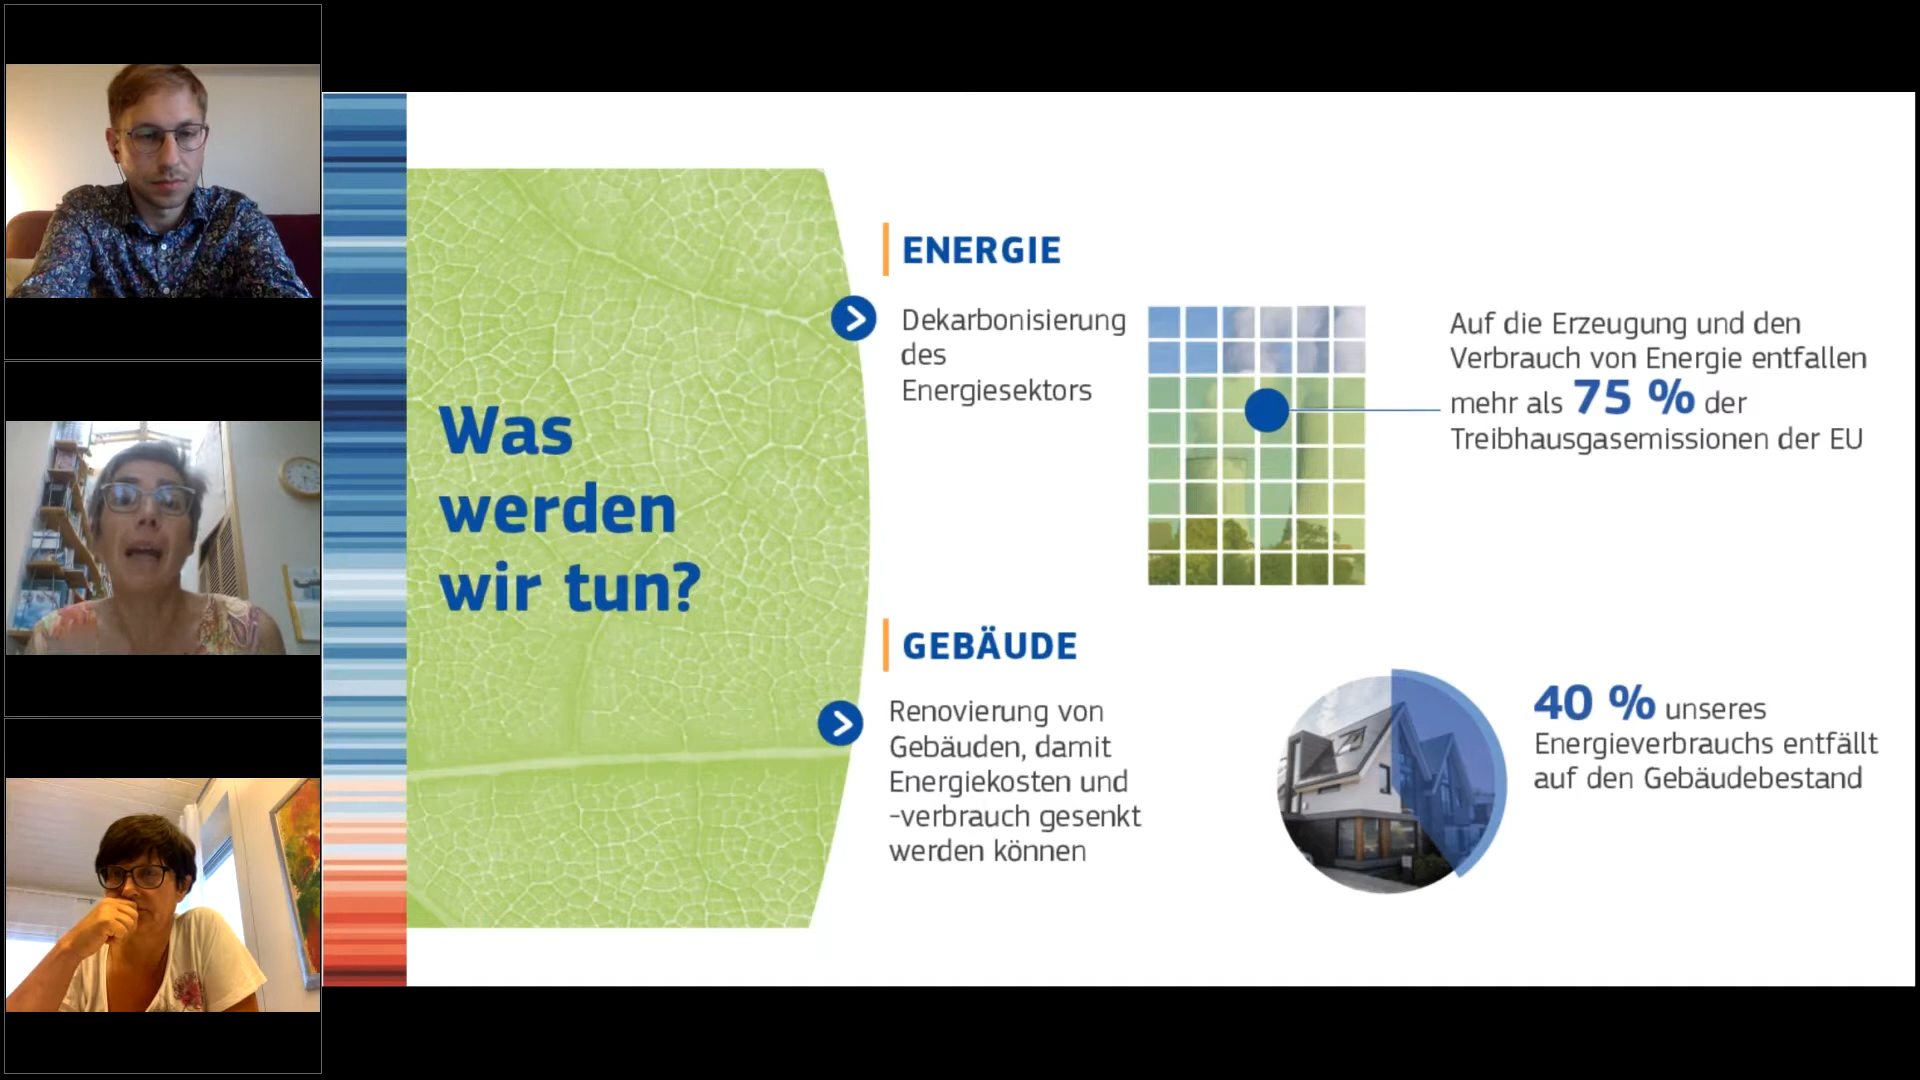 Was
werden
wir tun?
ENERGIE
Dekarbonisierung
des
Energiesektors
Auf die Erzeugung und den
Verbrauch von Energie entfallen
mehr als 75 % der
Treibhausgasemissionen der EU
GEBÄUDE
Renovierung von
Gebäuden, damit
Energiekosten und
-verbrauch gesenkt
werden können
40 % unseres
Energieverbrauchs entfällt
auf den Gebäudebestand